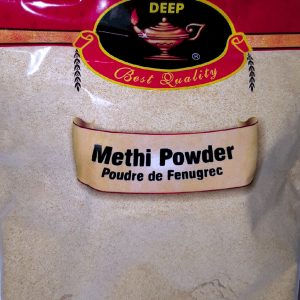 DEEP
®
Best Quality
Methi Powder
Poudre de Fenugrec